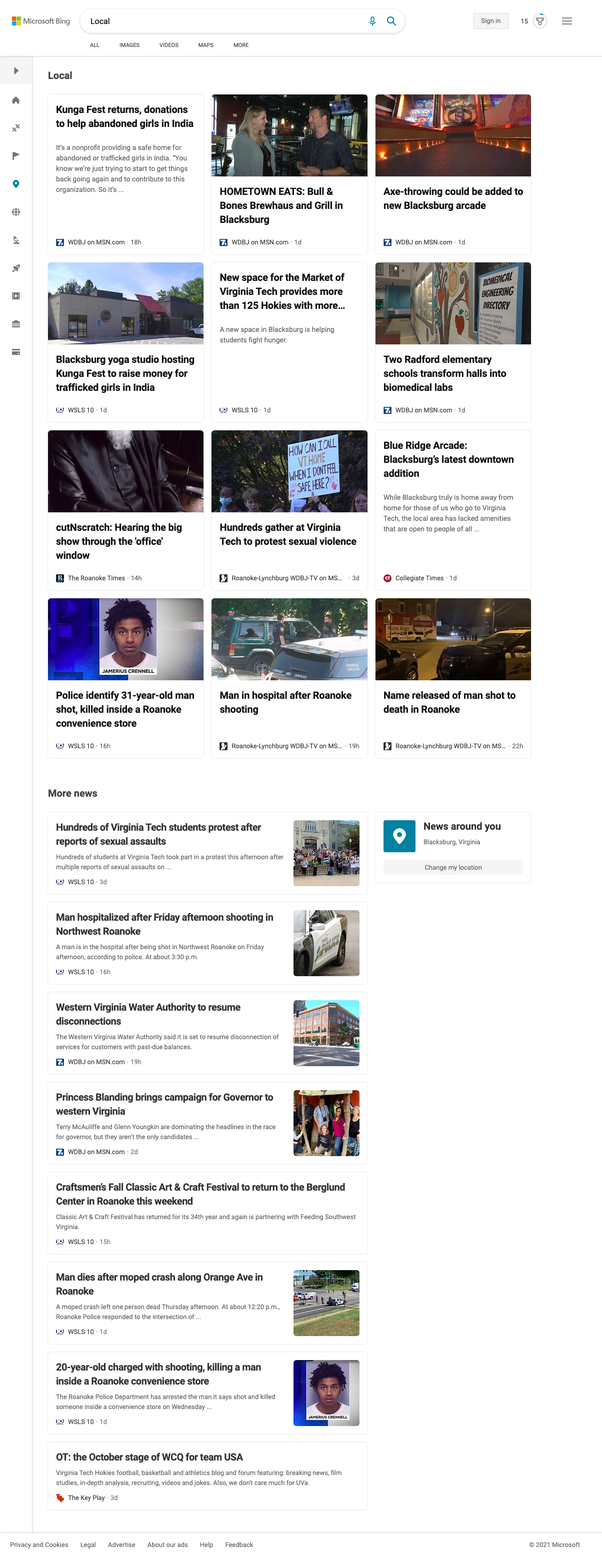 Microsoft Bing
Local
Sign in
15
ALL IMAGES VIDEOS MAPS MORE
Local
Kunga Fest returns, donations
to help abandoned girls in India
It's a nonprofit providing a safe home for
abandoned or trafficked girls in India. "You
know we're just trying to start to get things
back going again and to contribute to this
organization. So it's ...
WDBJ on MSN.com · 18h
HOMETOWN EATS: Bull &
Bones Brewhaus and Grill in
Blacksburg
WDBJ on MSN.com · 1d
Axe-throwing could be added to
new Blacksburg arcade
WDBJ on MSN.com · 1d
Blacksburg yoga studio hosting
Kunga Fest to raise money for
trafficked girls in India
WSLS 10 · 1d
New space for the Market of
Virginia Tech provides more
than 125 Hokies with more...
A new space in Blacksburg is helping
students fight hunger.
WSLS 10 · 1d
BIOMEDICAL
ENGINEERING
DIRECTORY
Two Radford elementary
schools transform halls into
biomedical labs
WDBJ on MSN.com · 1d
cutNscratch: Hearing the big
show through the 'office'
window
The Roanoke Times · 14h
HOW CAN I CALL
VT HOME
WHEN I DONT FEEL
SAFE HERE?
Hundreds gather at Virginia
Tech to protest sexual violence
Roanoke-Lynchburg WDBJ-TV on MS... · 3d
Blue Ridge Arcade:
Blacksburg's latest downtown
addition
While Blacksburg truly is home away from
home for those of us who go to Virginia
Tech, the local area has lacked amenities
that are open to people of all ...
Collegiate Times · 1d
JAMERIUS CRENNELL
Police identify 31-year-old man
shot, killed inside a Roanoke
convenience store
WSLS 10 · 16h
Man in hospital after Roanoke
shooting
Roanoke-Lynchburg WDBJ-TV on MS... · 19h
Name released of man shot to
death in Roanoke
Roanoke-Lynchburg WDBJ-TV on MS... · 22h
More news
Hundreds of Virginia Tech students protest after
reports of sexual assaults
Hundreds of students at Virginia Tech took part in a protest this afternoon after
multiple reports of sexual assaults on ...
WSLS 10 · 3d
News around you
Blacksburg, Virginia
Change my location
Man hospitalized after Friday afternoon shooting in
Northwest Roanoke
A man is in the hospital after being shot in Northwest Roanoke on Friday
afternoon, according to police. At about 3:30 p.m.
WSLS 10 · 16h
Western Virginia Water Authority to resume
disconnections
The Western Virginia Water Authority said it is set to resume disconnection of
services for customers with past-due balances.
WDBJ on MSN.com · 19h
Princess Blanding brings campaign for Governor to
western Virginia
Terry McAuliffe and Glenn Youngkin are dominating the headlines in the race
for governor, but they aren't the only candidates ...
WDBJ on MSN.com · 2d
Craftsmen's Fall Classic Art & Craft Festival to return to the Berglund
Center in Roanoke this weekend
Classic Art & Craft Festival has returned for its 34th year and again is partnering with Feeding Southwest
Virginia.
WSLS 10 · 15h
Man dies after moped crash along Orange Ave in
Roanoke
A moped crash left one person dead Thursday afternoon. At about 12:20 p.m.,
Roanoke Police responded to the intersection of ...
WSLS 10 · 1d
20-year-old charged with shooting, killing a man
inside a Roanoke convenience store
The Roanoke Police Department has arrested the man it says shot and killed
someone inside a convenience store on Wednesday ...
WSLS 10 · 1d
JAMERIUS CRENNELL
OT: the October stage of WCQ for team USA
Virginia Tech Hokies football, basketball and athletics blog and forum featuring: breaking news, film
studies, in-depth analysis, recruiting, videos and jokes. Also, we don't care much for UVa.
The Key Play · 3d
Privacy and Cookies Legal Advertise About our ads Help Feedback © 2021 Microsoft